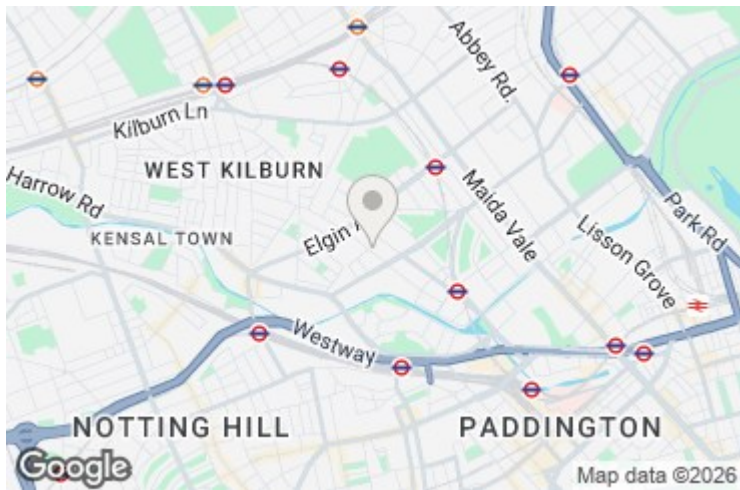 Abbey Rd.
Kilburn Ln
WEST KILBURN
Harrow Rd
Maida Vale
Park Rd
KENSAL TOWN
Elgin
Lisson Grove
Westway
NOTTING HILL
PADDINGTON
Google
Map data ©2026